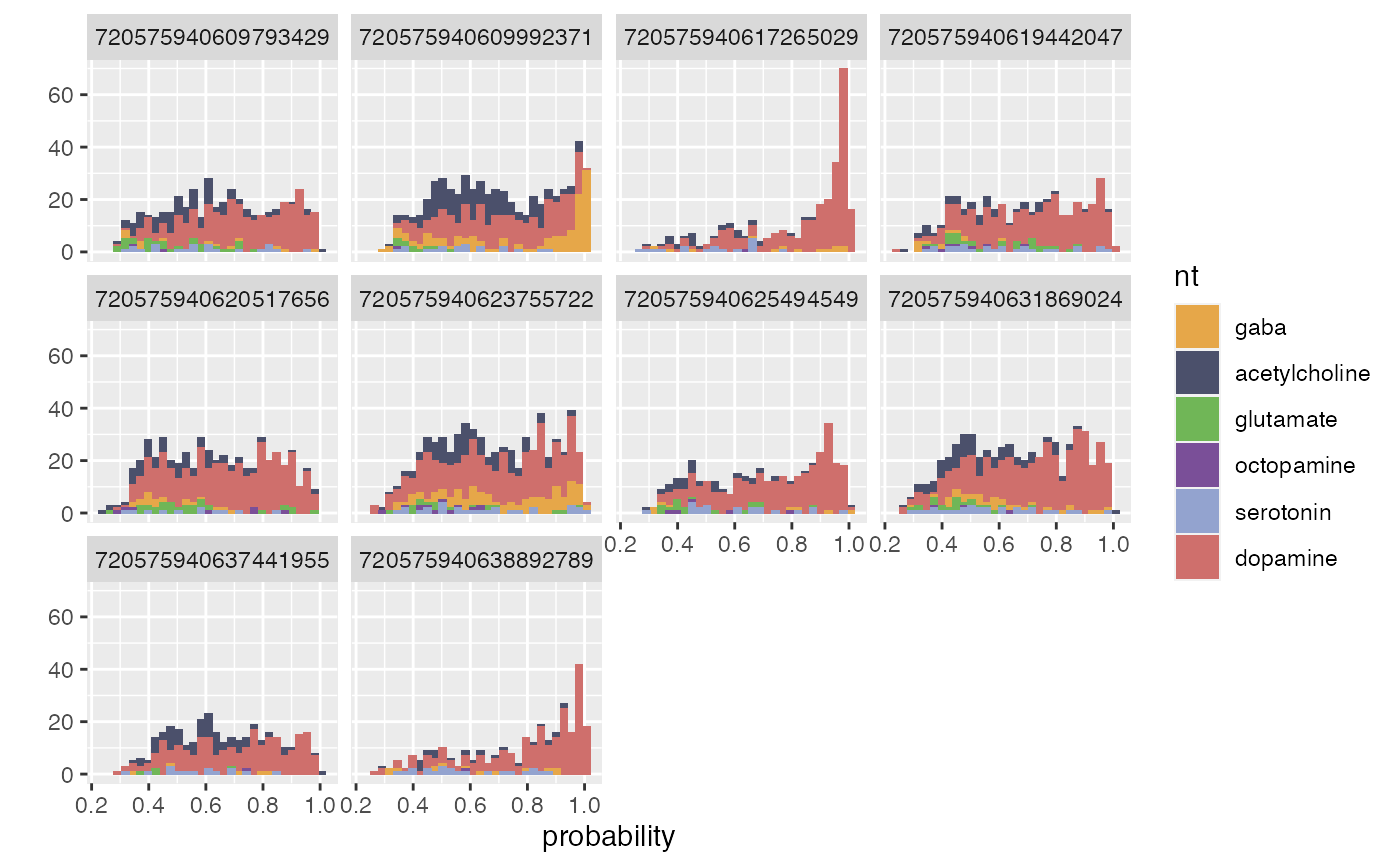 720575940609793429 720575940609992371 720575940617265029 720575940619442047
60
40
20
0
720575940620517656 720575940623755722 720575940625494549 720575940631869024
60
40
20
0
0.2 0.4 0.6 0.8 1.0 0.2 0.4 0.6 0.8 1.0
720575940637441955 720575940638892789
60
40
20
0
0.2 0.4 0.6 0.8 1.0 0.2 0.4 0.6 0.8 1.0
probability
nt
gaba
acetylcholine
glutamate
octopamine
serotonin
dopamine